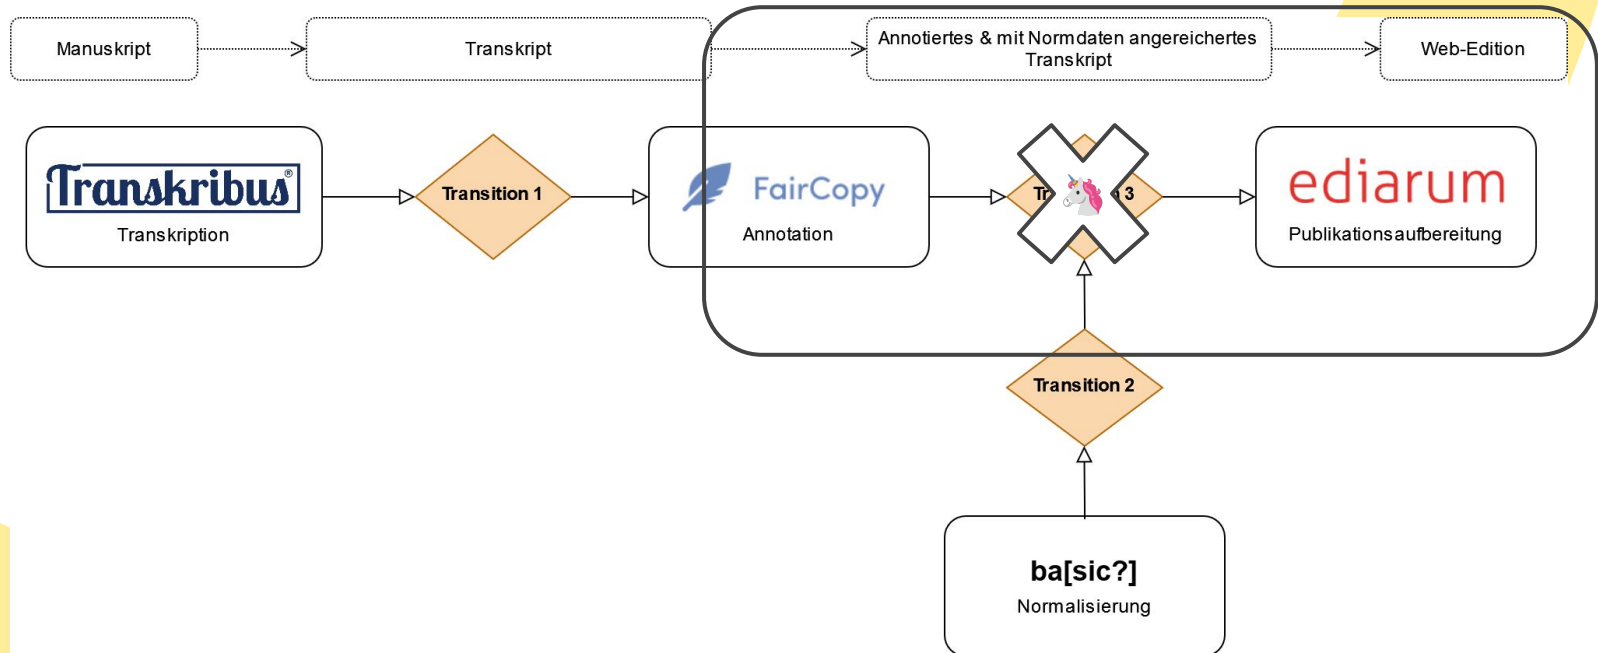 Manuskript
Transkript
Annotiertes & mit Normdaten angereichertes
Transkript
Web-Edition
Transkribus®
Transkription
Transition 1
FairCopy
Annotation
3
ediarum
Publikationsaufbereitung
Transition 2
ba[sic?]
Normalisierung